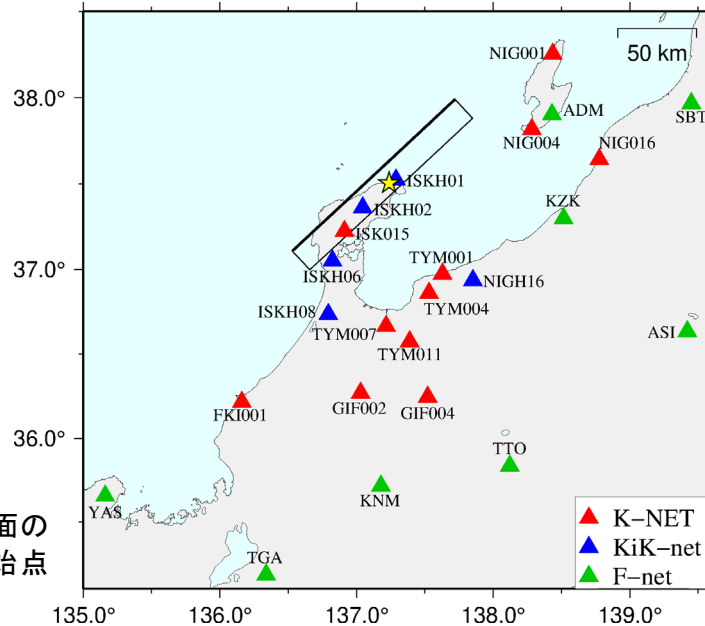 NIG001
50 km
38.0°
ADM
SBT
NIG004
NIG016
ISKH01
ISKH02
KZK
ISK015
37.0°
TYM001
ISKH06
NIGH16
ISKH08
TYM004
TYM007
ASI
TYM011
GIF002
GIF004
FKI001
36.0°
TTO
KNM
YAS
面の
始点
TGA
K-NET
KiK-net
F-net
135.0° 136.0° 137.0° 138.0° 139.0°